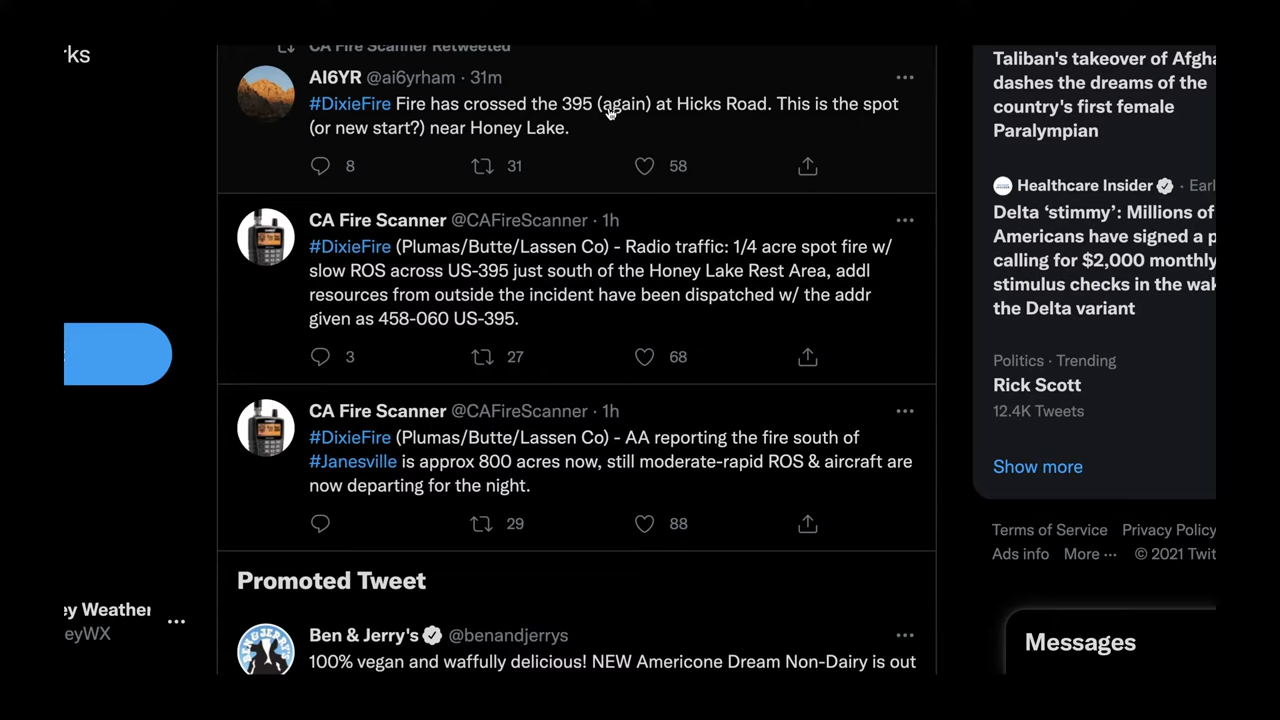 rks
CA Fire Scanner Retweeted
AI6YR @ai6yrham · 31m
#DixieFire Fire has crossed the 395 (again) at Hicks Road. This is the spot
(or new start?) near Honey Lake.
8 31 58
CA Fire Scanner @CAFireScanner · 1h
#DixieFire (Plumas/Butte/Lassen Co) - Radio traffic: 1/4 acre spot fire w/
slow ROS across US-395 just south of the Honey Lake Rest Area, addl
resources from outside the incident have been dispatched w/ the addr
given as 458-060 US-395.
3 27 68
CA Fire Scanner @CAFireScanner · 1h
#DixieFire (Plumas/Butte/Lassen Co) - AA reporting the fire south of
#Janesville is approx 800 acres now, still moderate-rapid ROS & aircraft are
now departing for the night.
29 88
Promoted Tweet
Ben & Jerry's @benandjerrys
100% vegan and waffully delicious! NEW Americone Dream Non-Dairy is out
ey Weather
eyWX
Taliban's takeover of Afgha
dashes the dreams of the
country's first female
Paralympian
Healthcare Insider · Earl
Delta ‘stimmy’: Millions of
Americans have signed a p
calling for $2,000 monthly
stimulus checks in the wak
the Delta variant
Politics · Trending
Rick Scott
12.4K Tweets
Show more
Terms of Service Privacy Policy
Ads info More ··· © 2021 Twit
Messages